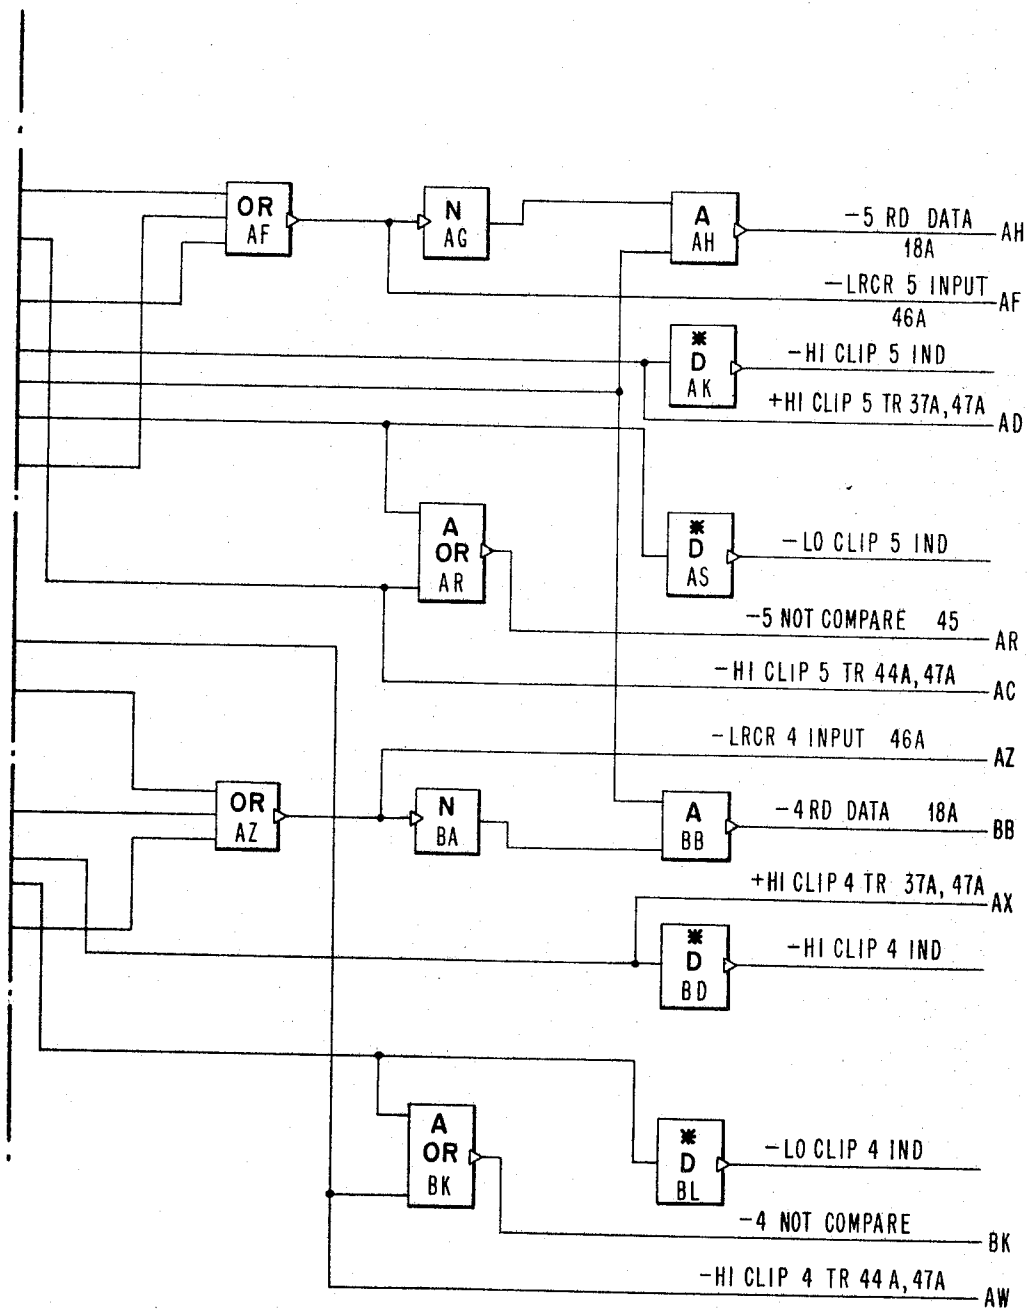 OR
AF
N
AG
A
AH
-5 RD DATA
18A
AH
-LRCR 5 INPUT
46A
AF
*
D
AK
-HI CLIP 5 IND
+HI CLIP 5 TR 37A, 47A
AD
A
OR
AR
*
D
AS
-LO CLIP 5 IND
-5 NOT COMPARE 45
AR
-HI CLIP 5 TR 44A, 47A
AC
-LRCR 4 INPUT 46A
AZ
OR
AZ
N
BA
A
BB
-4 RD DATA 18A
BB
+HI CLIP 4 TR 37A, 47A
AX
*
D
BD
-HI CLIP 4 IND
A
OR
BK
*
D
BL
-LO CLIP 4 IND
-4 NOT COMPARE
BK
-HI CLIP 4 TR 44A, 47A
AW